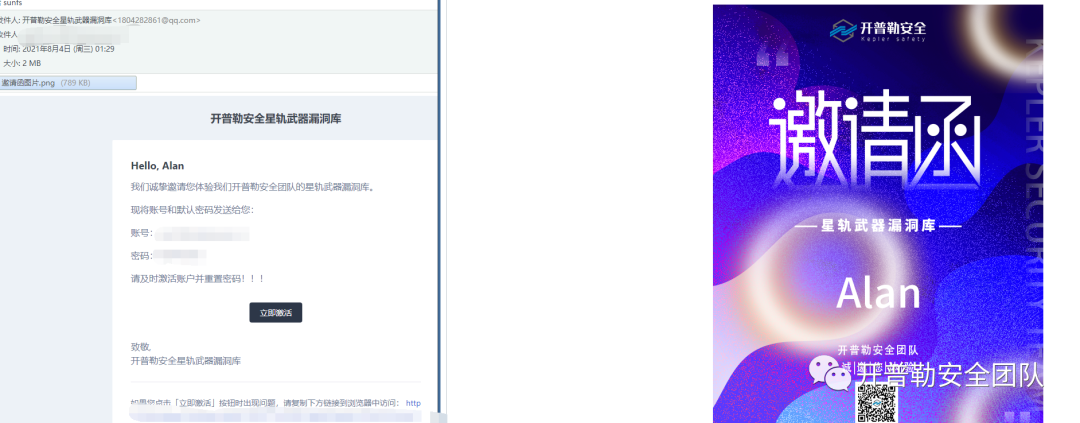 sunfs
发件人: 开普勒安全星轨武器漏洞库<1804282861@qq.com>
收件人
时间: 2021年8月4日 (周三) 01:29
大小: 2 MB
邀请函图片.png (789 KB)
开普勒安全星轨武器漏洞库
Hello, Alan
我们诚挚邀请您体验我们开普勒安全团队的星轨武器漏洞库。
现将账号和默认密码发送给您：
账号：
密码：
请及时激活账户并重置密码！！！
立即激活
致敬,
开普勒安全星轨武器漏洞库
如果您点击「立即激活」按钮时出现问题，请复制下方链接到浏览器中访问： http
开普勒安全
Kepler safety
邀请函
星轨武器漏洞库
Alan
开普勒安全团队
开普勒安全团队
KEPLER SECURITY TEAM